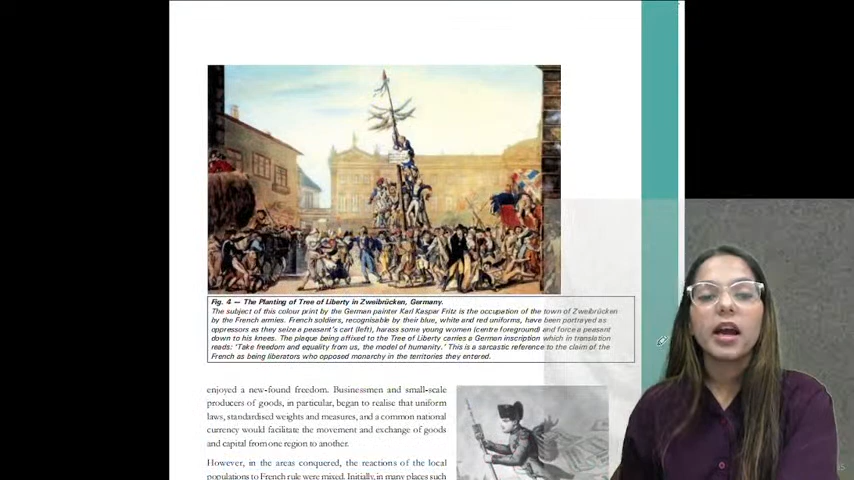 Fig. 4 — The Planting of Tree of Liberty in Zweibrücken, Germany.
The subject of this colour print by the German painter Karl Kaspar Fritz is the occupation of the town of Zweibrücken
by the French armies. French soldiers, recognisable by their blue, white and red uniforms, have been portrayed as
oppressors as they seize a peasant's cart (left), harass some young women (centre foreground) and force a peasant
down to his knees. The plaque being affixed to the Tree of Liberty carries a German inscription which in translation
reads: 'Take freedom and equality from us, the model of humanity.' This is a sarcastic reference to the claim of the
French as being liberators who opposed monarchy in the territories they entered.
enjoyed a new-found freedom. Businessmen and small-scale
producers of goods, in particular, began to realise that uniform
laws, standardised weights and measures, and a common national
currency would facilitate the movement and exchange of goods
and capital from one region to another.
However, in the areas conquered, the reactions of the local
populations to French rule were mixed. Initially, in many places such